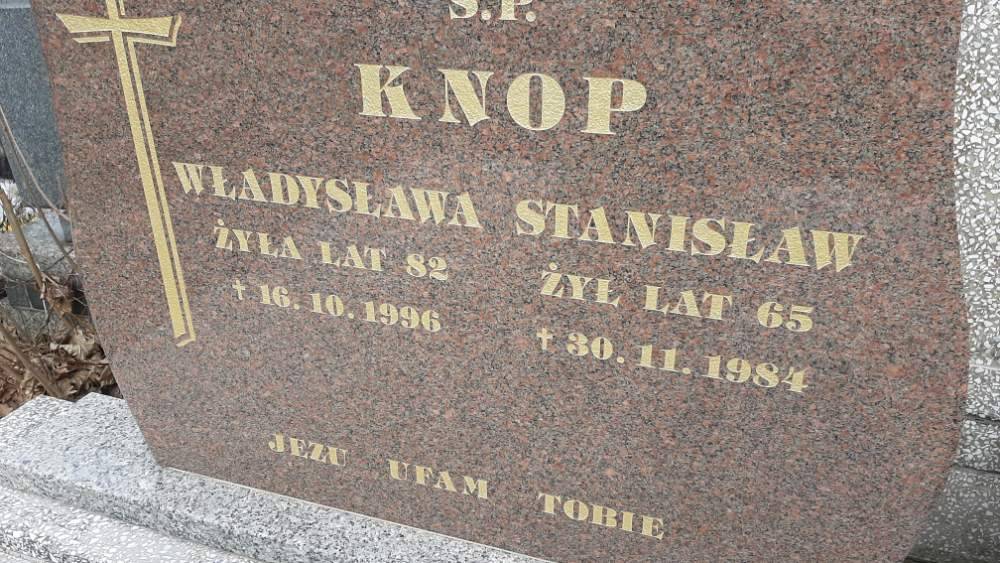 Ś.P.
KNOP
WŁADYSŁAWA STANISŁAW
ŻYŁA LAT 82 ŻYŁ LAT 65
† 16.10.1996 † 30.11.1984
JEZU UFAM TOBIE